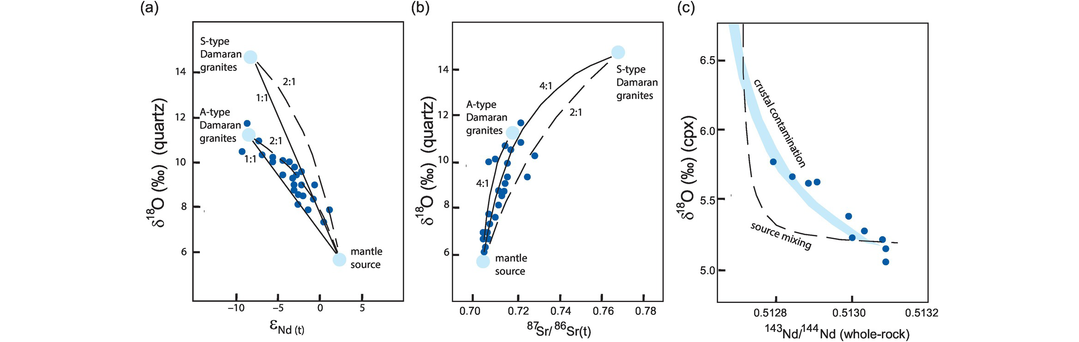 (a)
S-type
Damaran
granites
2:1
1:1
A-type
Damaran
granites
2:1
1:1
mantle
source
14
12
10
8
6
−10
−5
0
5
δ18O (‰) (quartz)
εNd (t)
(b)
4:1
S-type
Damaran
granites
2:1
A-type
Damaran
granites
4:1
mantle
source
14
12
10
8
6
0.70
0.72
0.74
0.76
0.78
δ18O (‰) (quartz)
87Sr/86Sr(t)
(c)
crustal contamination
source mixing
6.5
6.0
5.5
5.0
0.5128
0.5130
0.5132
δ18O (‰) (cpx)
143Nd/144Nd (whole-rock)